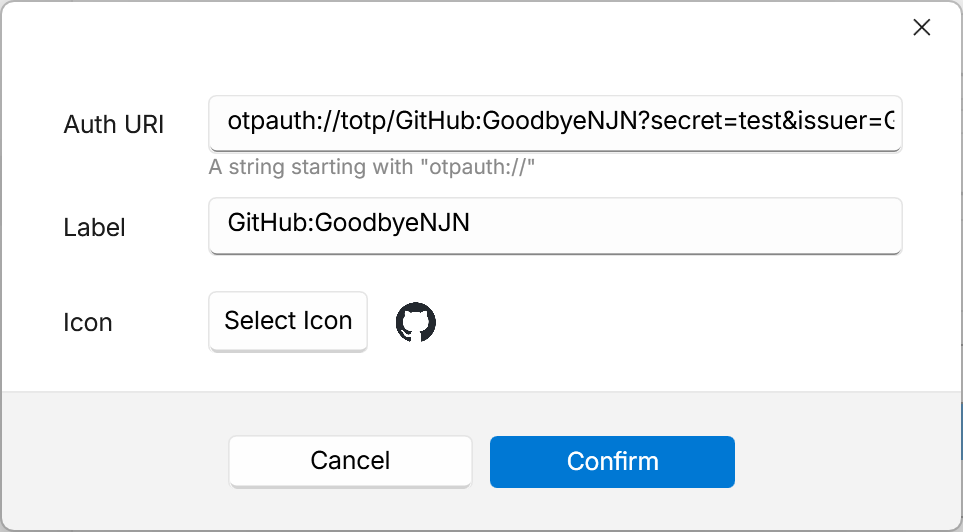 Auth URI
otpauth://totp/GitHub:GoodbyeNJN?secret=test&issuer=
A string starting with "otpauth://"
Label
GitHub:GoodbyeNJN
Icon
Select Icon
Cancel
Confirm